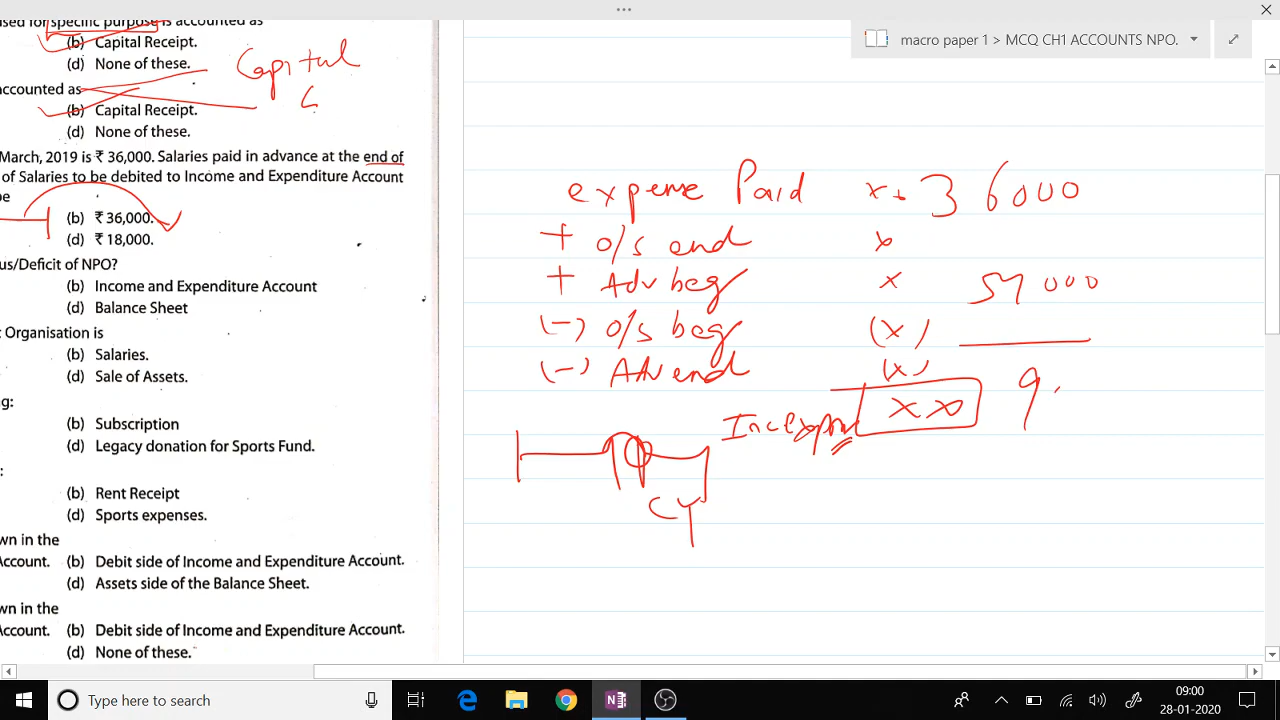 macro paper 1 > MCQ CH1 ACCOUNTS NPO.
used for specific purpose is accounted as
(b) Capital Receipt.
(d) None of these.
Capital
accounted as
(b) Capital Receipt.
(d) None of these.
March, 2019 is ₹ 36,000. Salaries paid in advance at the end of
of Salaries to be debited to Income and Expenditure Account
be
(b) ₹ 36,000.
(d) ₹ 18,000.
us/Deficit of NPO?
(b) Income and Expenditure Account
(d) Balance Sheet
t Organisation is
(b) Salaries.
(d) Sale of Assets.
ng:
(b) Subscription
(d) Legacy donation for Sports Fund.
:
(b) Rent Receipt
(d) Sports expenses.
wn in the
Account. (b) Debit side of Income and Expenditure Account.
(d) Assets side of the Balance Sheet.
wn in the
Account. (b) Debit side of Income and Expenditure Account.
(d) None of these.
expense Paid x 36000
+ o/s end x
+ Adv beg x 54000
(-) o/s beg (x)
(-) Adv end (x)
xx 9
CY
Type here to search
09:00
28-01-2020